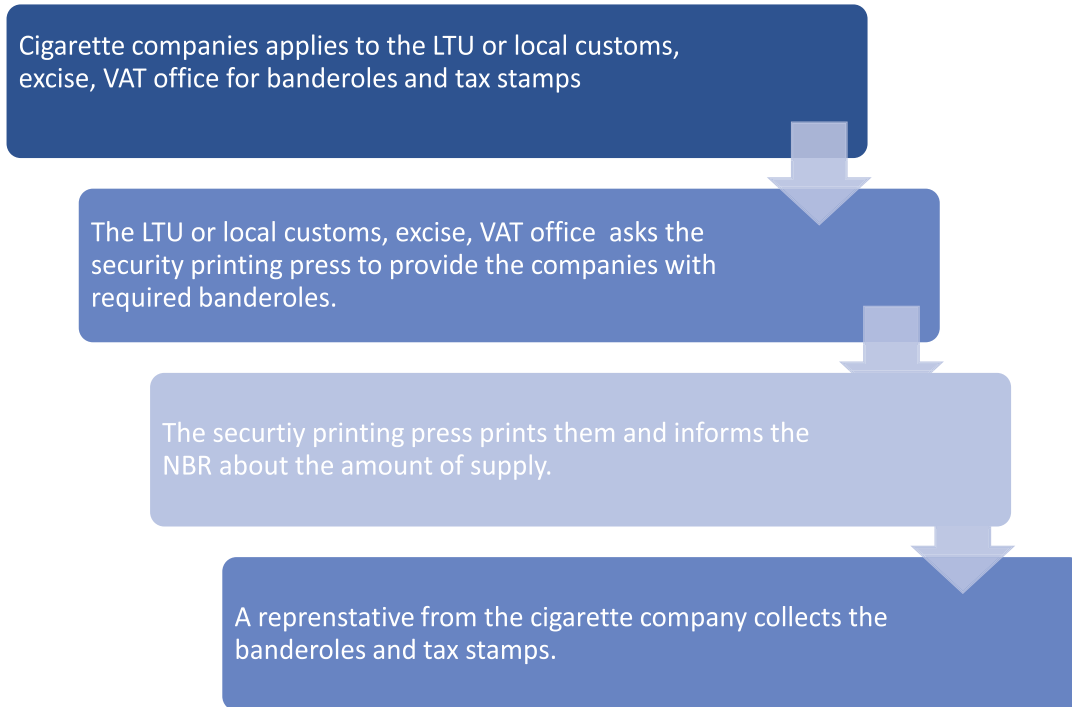 Cigarette companies applies to the LTU or local customs,
excise, VAT office for banderoles and tax stamps
The LTU or local customs, excise, VAT office  asks the
security printing press to provide the companies with
required banderoles.
The securtiy printing press prints them and informs the
NBR about the amount of supply.
A reprenstative from the cigarette company collects the
banderoles and tax stamps.